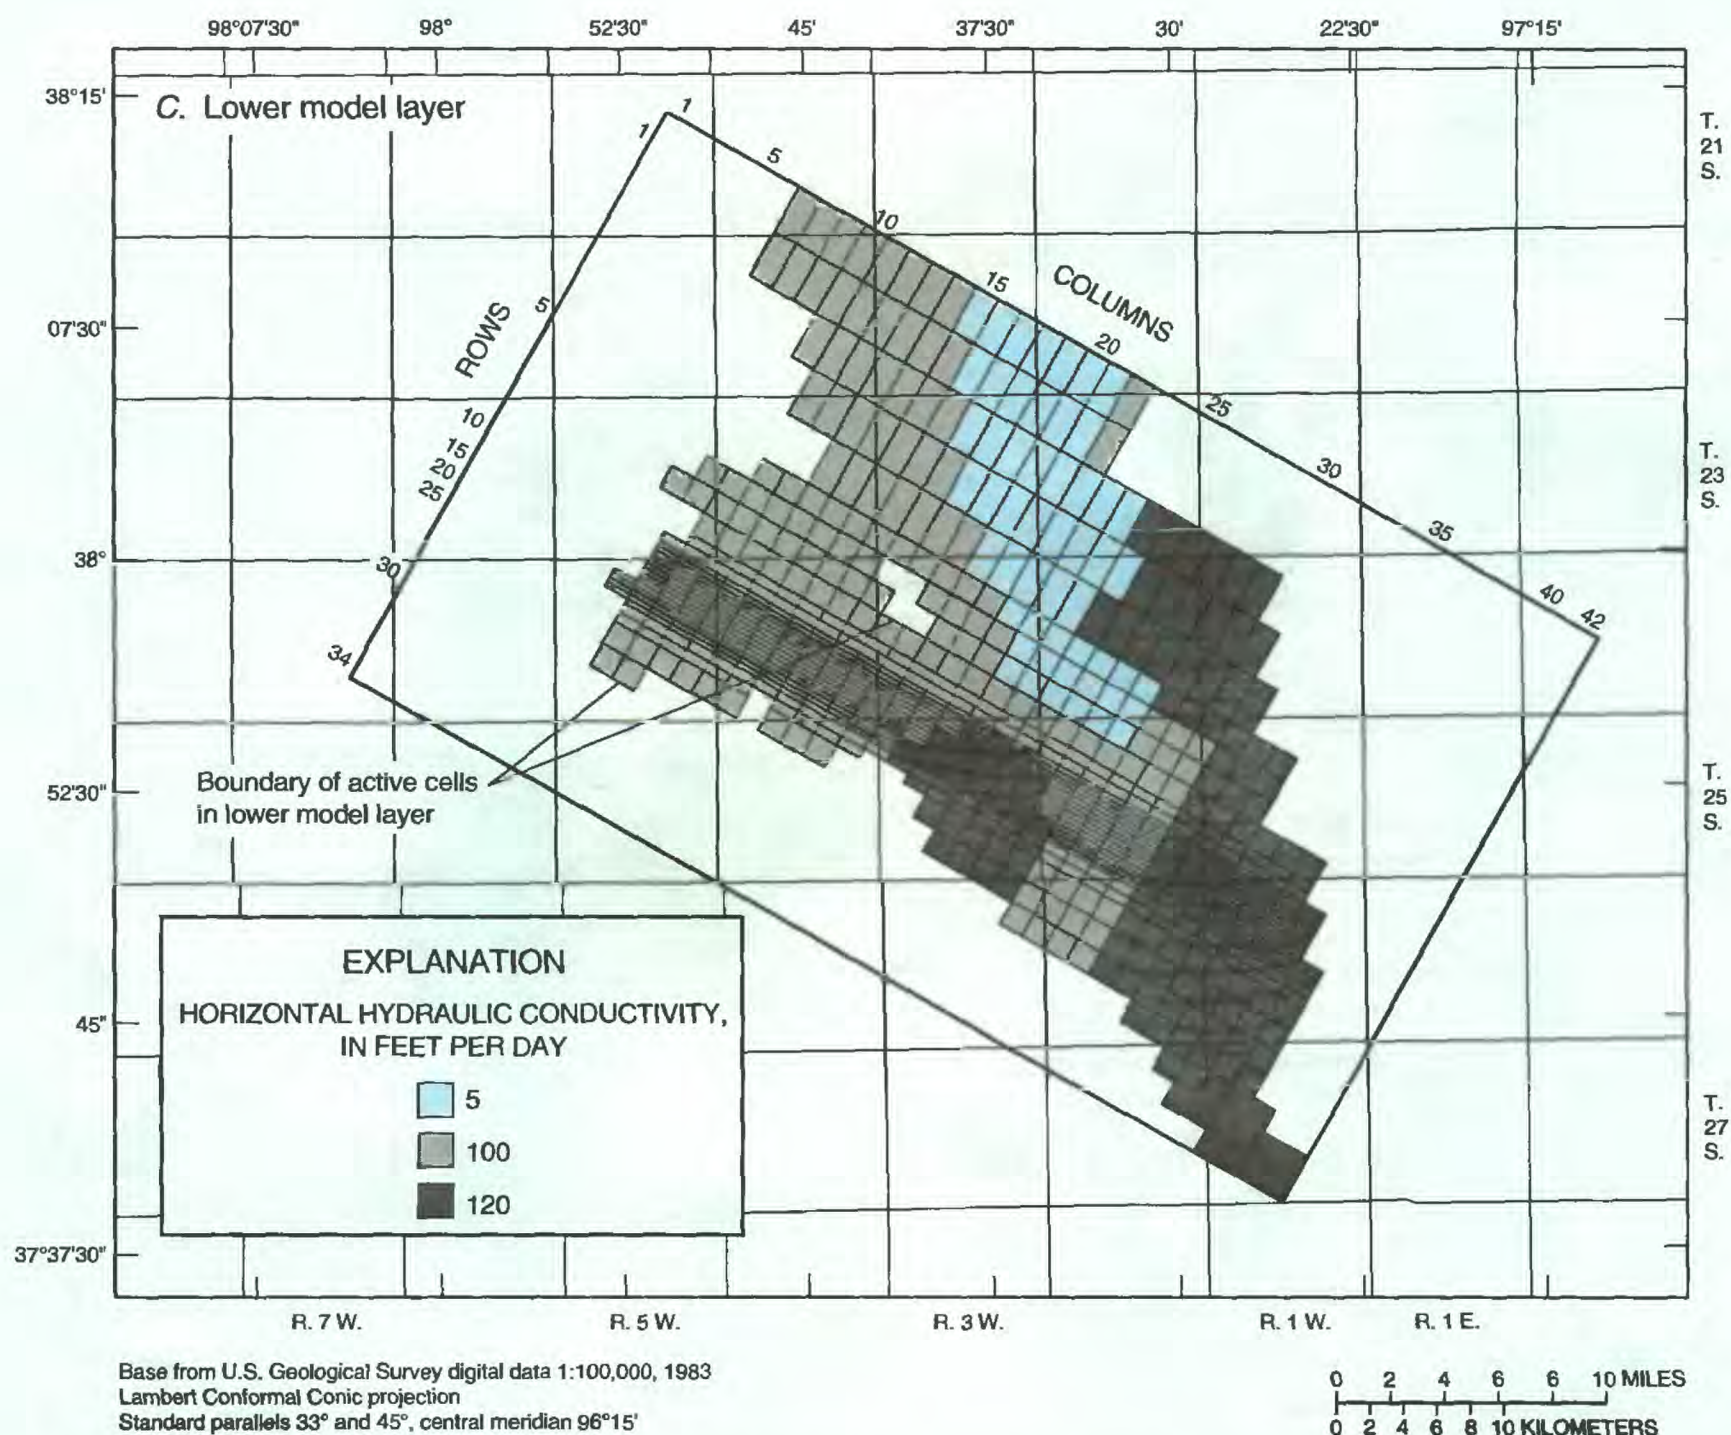 98°07'30" 98° 52'30" 45' 37'30" 30' 22'30" 97°15'
38°15'
C. Lower model layer
1
1
T.
21
S.
5
10
15
COLUMNS
20
25
30
35
40
42
ROWS
5
10
15
20
25
30
34
07'30"
T.
23
S.
38°
Boundary of active cells
in lower model layer
52'30"
T.
25
S.
EXPLANATION
HORIZONTAL HYDRAULIC CONDUCTIVITY,
IN FEET PER DAY
5
100
120
45"
T.
27
S.
37°37'30"
R. 7 W. R. 5 W. R. 3 W. R. 1 W. R. 1 E.
Base from U.S. Geological Survey digital data 1:100,000, 1983
Lambert Conformal Conic projection
Standard parallels 33° and 45°, central meridian 96°15'
0 2 4 6 6 10 MILES
0 2 4 6 8 10 KILOMETERS